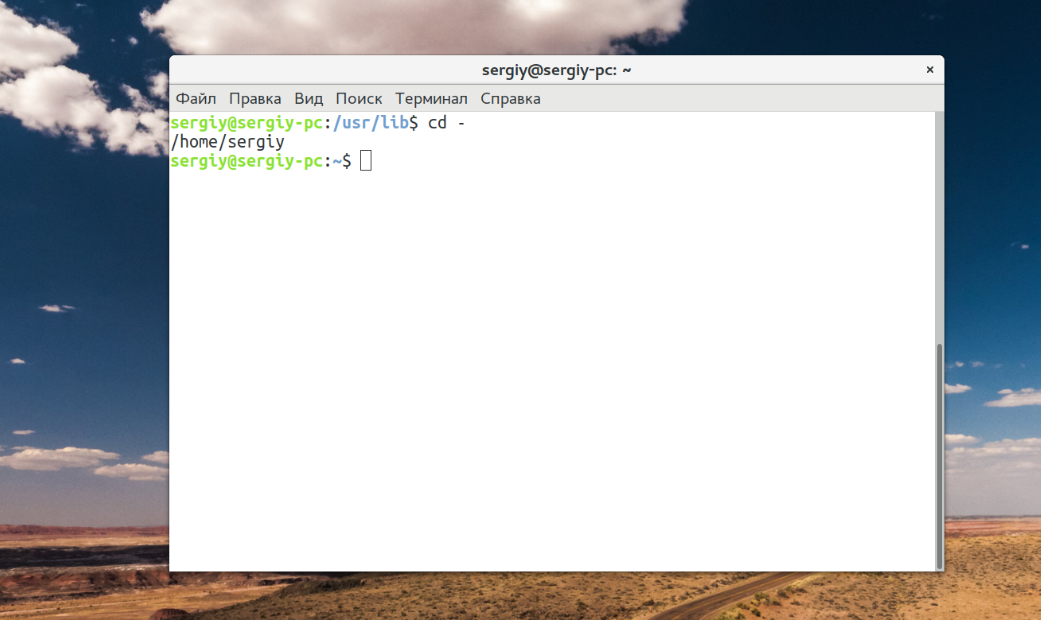 sergiy@sergiy-pc: ~
Файл Правка Вид Поиск Терминал Справка
sergiy@sergiy-pc:/usr/lib$ cd -
/home/sergiy
sergiy@sergiy-pc:~$